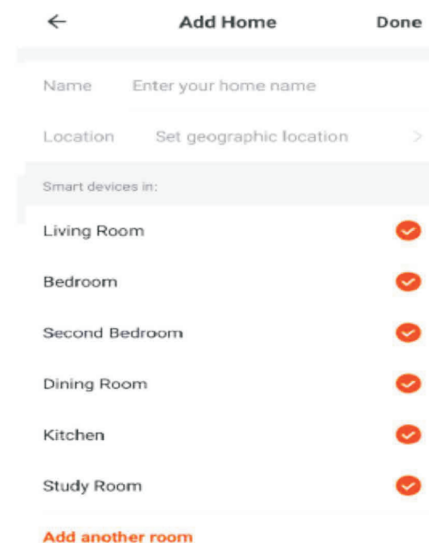 Add Home Done
Name Enter your home name
Location Set geographic location
Smart devices in:
Living Room
Bedroom
Second Bedroom
Dining Room
Kitchen
Study Room
Add another room